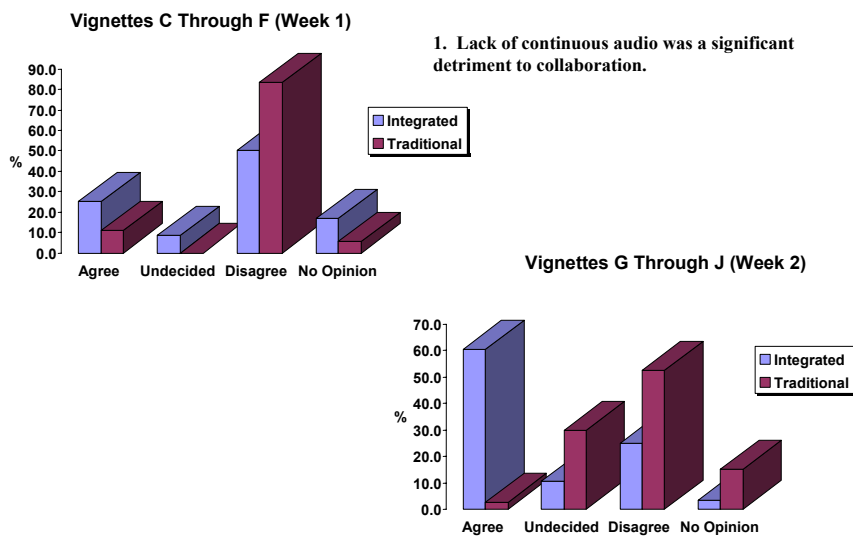 Vignettes C Through F (Week 1)
1. Lack of continuous audio was a significant
detriment to collaboration.
90.0
80.0
70.0
60.0
50.0
40.0
30.0
20.0
10.0
0.0
%
Integrated
Traditional
Agree Undecided Disagree No Opinion
Vignettes G Through J (Week 2)
70.0
60.0
50.0
40.0
30.0
20.0
10.0
0.0
%
Integrated
Traditional
Agree Undecided Disagree No Opinion